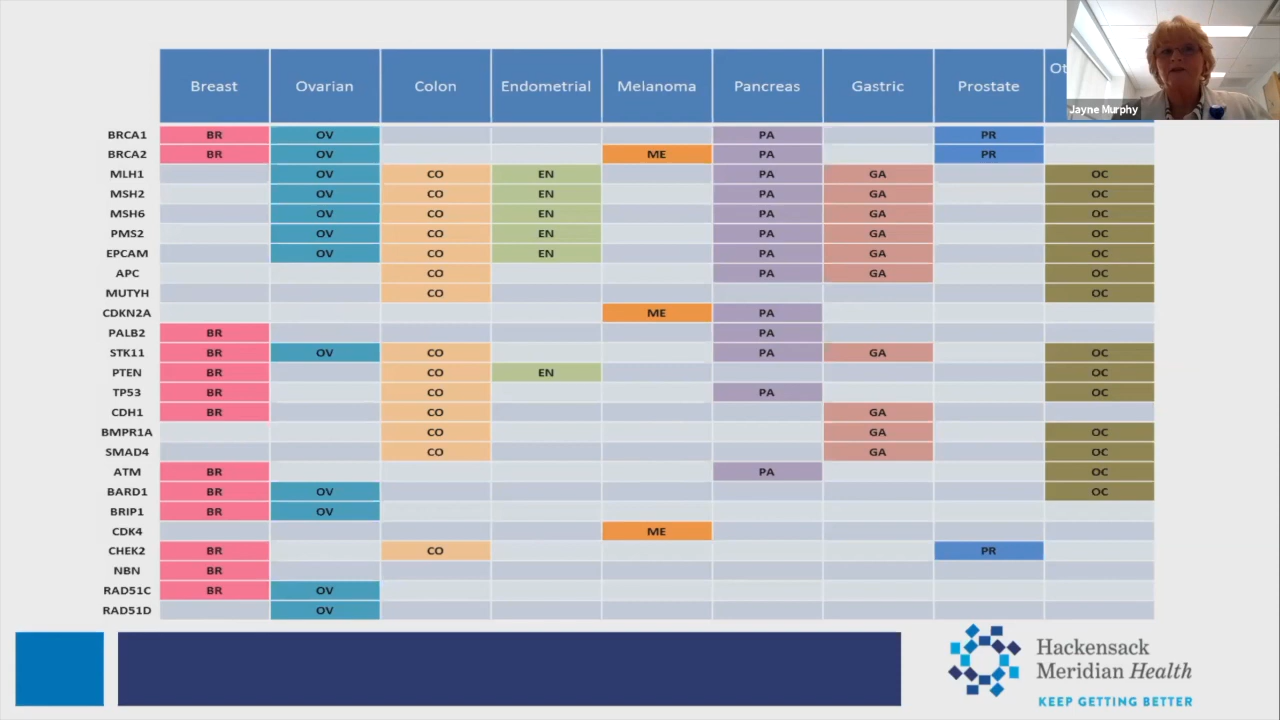 Breast Ovarian Colon Endometrial Melanoma Pancreas Gastric Prostate
Jayne Murphy
BRCA1 BR OV PA PR
BRCA2 BR OV ME PA PR
MLH1 OV CO EN PA GA OC
MSH2 OV CO EN PA GA OC
MSH6 OV CO EN PA GA OC
PMS2 OV CO EN PA GA OC
EPCAM OV CO EN PA GA OC
APC CO PA GA OC
MUTYH CO OC
CDKN2A ME PA
PALB2 BR PA
STK11 BR OV CO PA GA OC
PTEN BR CO EN OC
TP53 BR CO PA OC
CDH1 BR CO GA
BMPR1A CO GA OC
SMAD4 CO GA OC
ATM BR PA OC
BARD1 BR OV OC
BRIP1 BR OV
CDK4 ME
CHEK2 BR CO PR
NBN BR
RAD51C BR OV
RAD51D OV
Hackensack
Meridian Health
KEEP GETTING BETTER